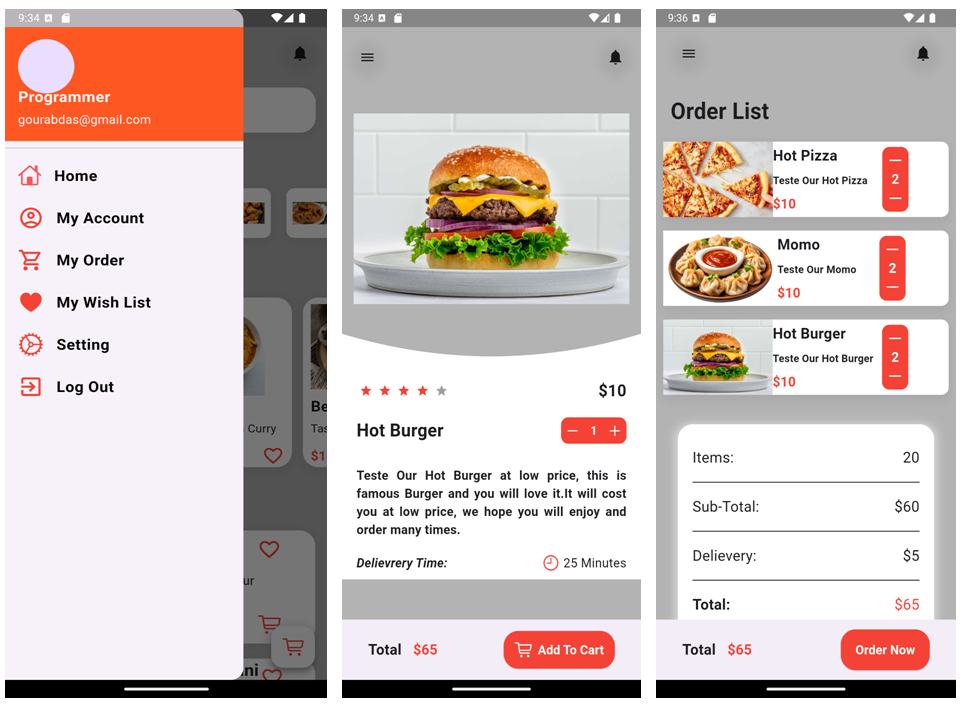 9:34
Programmer
gourabdas@gmail.com
Home
My Account
My Order
My Wish List
Setting
Log Out
Be
Curry
Tas
$1
ur
ni
9:34
$10
Hot Burger
1
Teste Our Hot Burger at low price, this is
famous Burger and you will love it.It will cost
you at low price, we hope you will enjoy and
order many times.
Delievrery Time:
25 Minutes
Total $65
Add To Cart
9:36
Order List
Hot Pizza
Teste Our Hot Pizza
2
$10
Momo
Teste Our Momo
2
$10
Hot Burger
Teste Our Hot Burger
2
$10
Items: 20
Sub-Total: $60
Delievery: $5
Total: $65
Total $65
Order Now